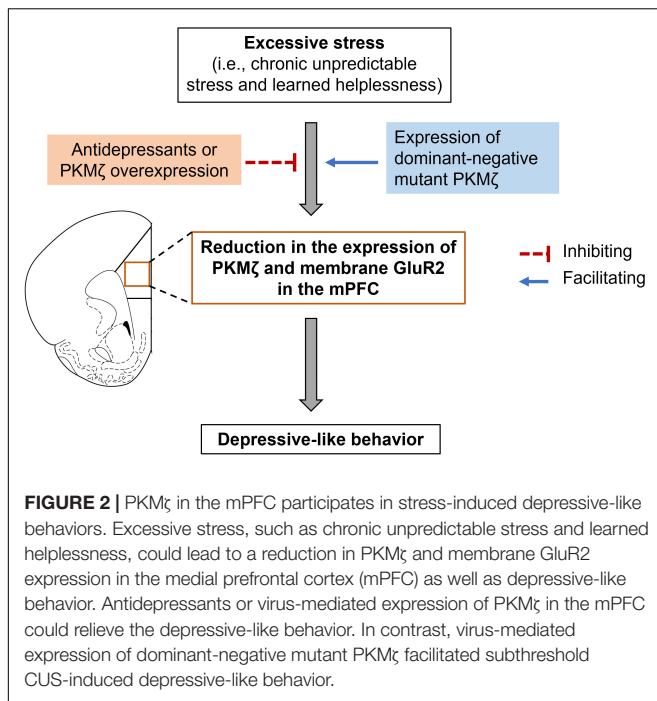 Excessive stress
(i.e., chronic unpredictable
stress and learned helplessness)
Antidepressants or
PKMζ overexpression
Expression of
dominant-negative
mutant PKMζ
Reduction in the expression of
PKMζ and membrane GluR2
in the mPFC
Inhibiting
Facilitating
Depressive-like behavior
FIGURE 2 | PKMζ in the mPFC participates in stress-induced depressive-like
behaviors. Excessive stress, such as chronic unpredictable stress and learned
helplessness, could lead to a reduction in PKMζ and membrane GluR2
expression in the medial prefrontal cortex (mPFC) as well as depressive-like
behavior. Antidepressants or virus-mediated expression of PKMζ in the mPFC
could relieve the depressive-like behavior. In contrast, virus-mediated
expression of dominant-negative mutant PKMζ facilitated subthreshold
CUS-induced depressive-like behavior.